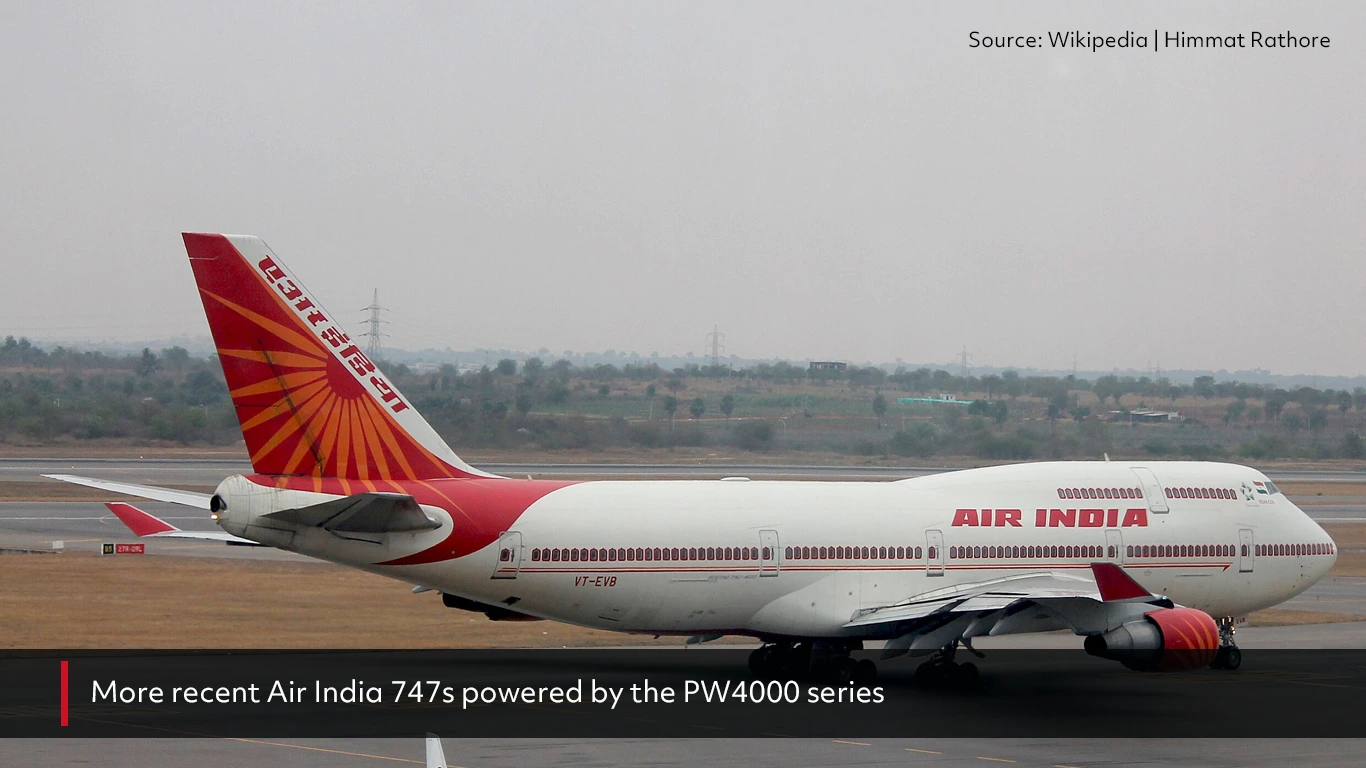 Source: Wikipedia | Himmat Rathore
एअर इंडिया
AIR INDIA
VT-EVB
More recent Air India 747s powered by the PW4000 series